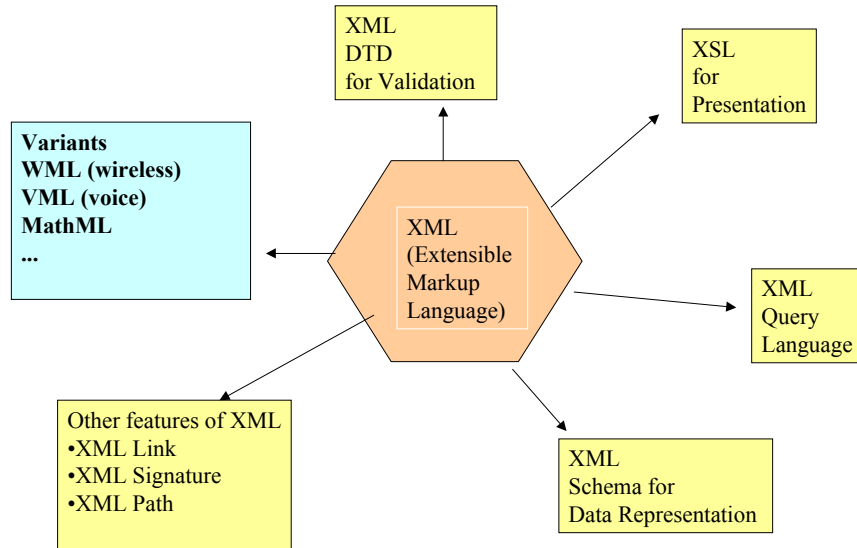 XML
DTD
for Validation
XSL
for
Presentation
Variants
WML (wireless)
VML (voice)
MathML
...
XML
(Extensible
Markup
Language)
XML
Query
Language
Other features of XML
•XML Link
•XML Signature
•XML Path
XML
Schema for
Data Representation